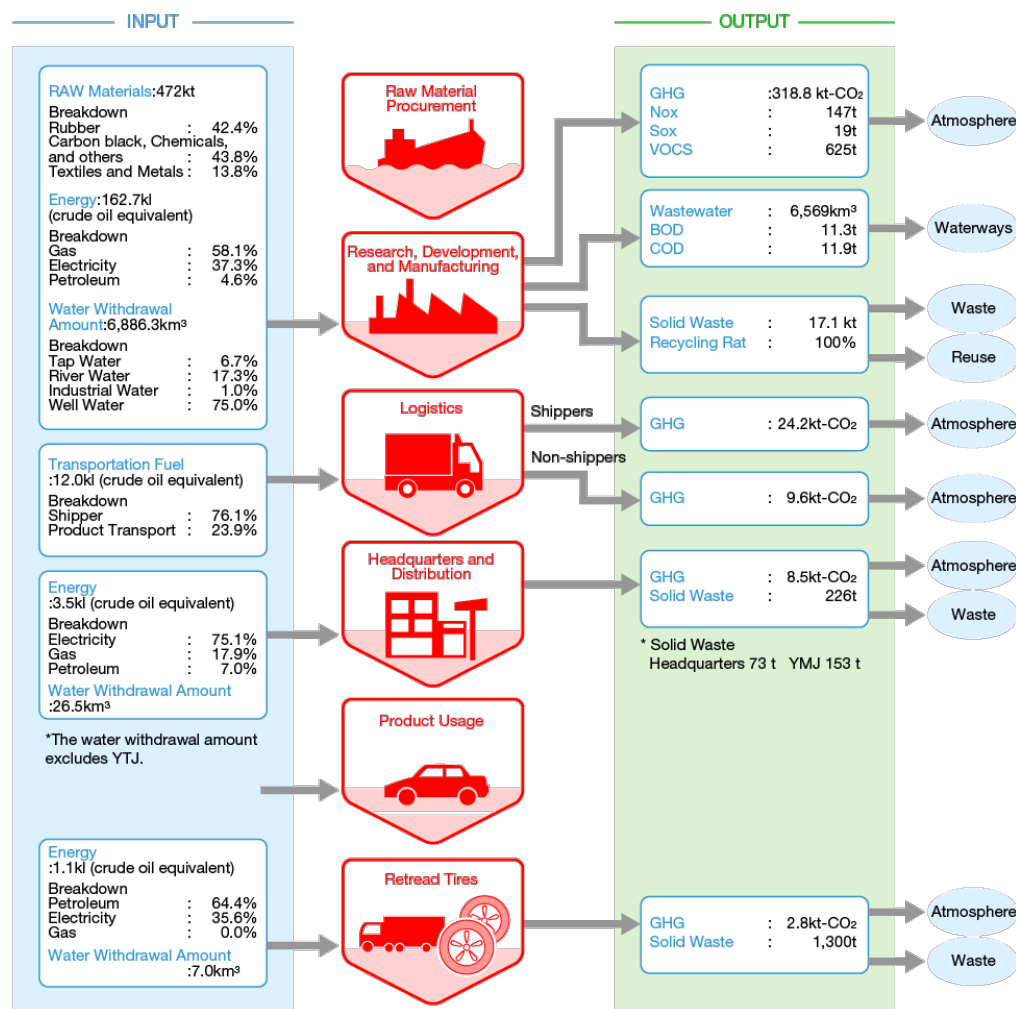 INPUT
RAW Materials:472kt
Breakdown
Rubber : 42.4%
Carbon black, Chemicals,
and others : 43.8%
Textiles and Metals : 13.8%
Energy:162.7kl
(crude oil equivalent)
Breakdown
Gas : 58.1%
Electricity : 37.3%
Petroleum : 4.6%
Water Withdrawal
Amount:6,886.3km³
Breakdown
Tap Water : 6.7%
River Water : 17.3%
Industrial Water : 1.0%
Well Water : 75.0%
Transportation Fuel
:12.0kl (crude oil equivalent)
Breakdown
Shipper : 76.1%
Product Transport : 23.9%
Energy
:3.5kl (crude oil equivalent)
Breakdown
Electricity : 75.1%
Gas : 17.9%
Petroleum : 7.0%
Water Withdrawal Amount
:26.5km³
*The water withdrawal amount
excludes YTJ.
Energy
:1.1kl (crude oil equivalent)
Breakdown
Petroleum : 64.4%
Electricity : 35.6%
Gas : 0.0%
Water Withdrawal Amount
:7.0km³
Raw Material
Procurement
Research, Development,
and Manufacturing
Logistics
Shippers
Non-shippers
Headquarters and
Distribution
Product Usage
Retread Tires
OUTPUT
GHG :318.8 kt-CO₂
Nox : 147t
Sox : 19t
VOCS : 625t
Atmosphere
Wastewater : 6,569km³
BOD : 11.3t
COD : 11.9t
Waterways
Solid Waste : 17.1 kt
Recycling Rat : 100%
Waste
Reuse
GHG : 24.2kt-CO₂
Atmosphere
GHG : 9.6kt-CO₂
Atmosphere
GHG : 8.5kt-CO₂
Solid Waste : 226t
Atmosphere
Waste
* Solid Waste
Headquarters 73 t YMJ 153 t
GHG : 2.8kt-CO₂
Solid Waste : 1,300t
Atmosphere
Waste